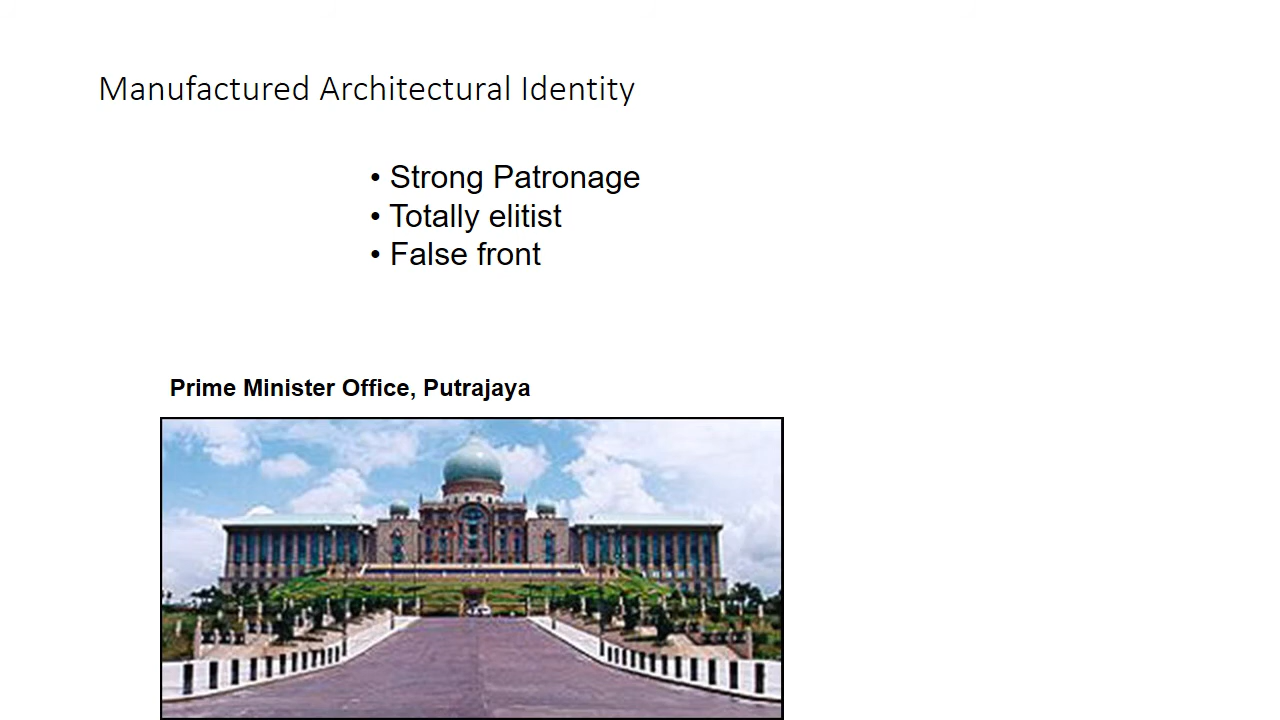 Manufactured Architectural Identity
• Strong Patronage
• Totally elitist
• False front
Prime Minister Office, Putrajaya